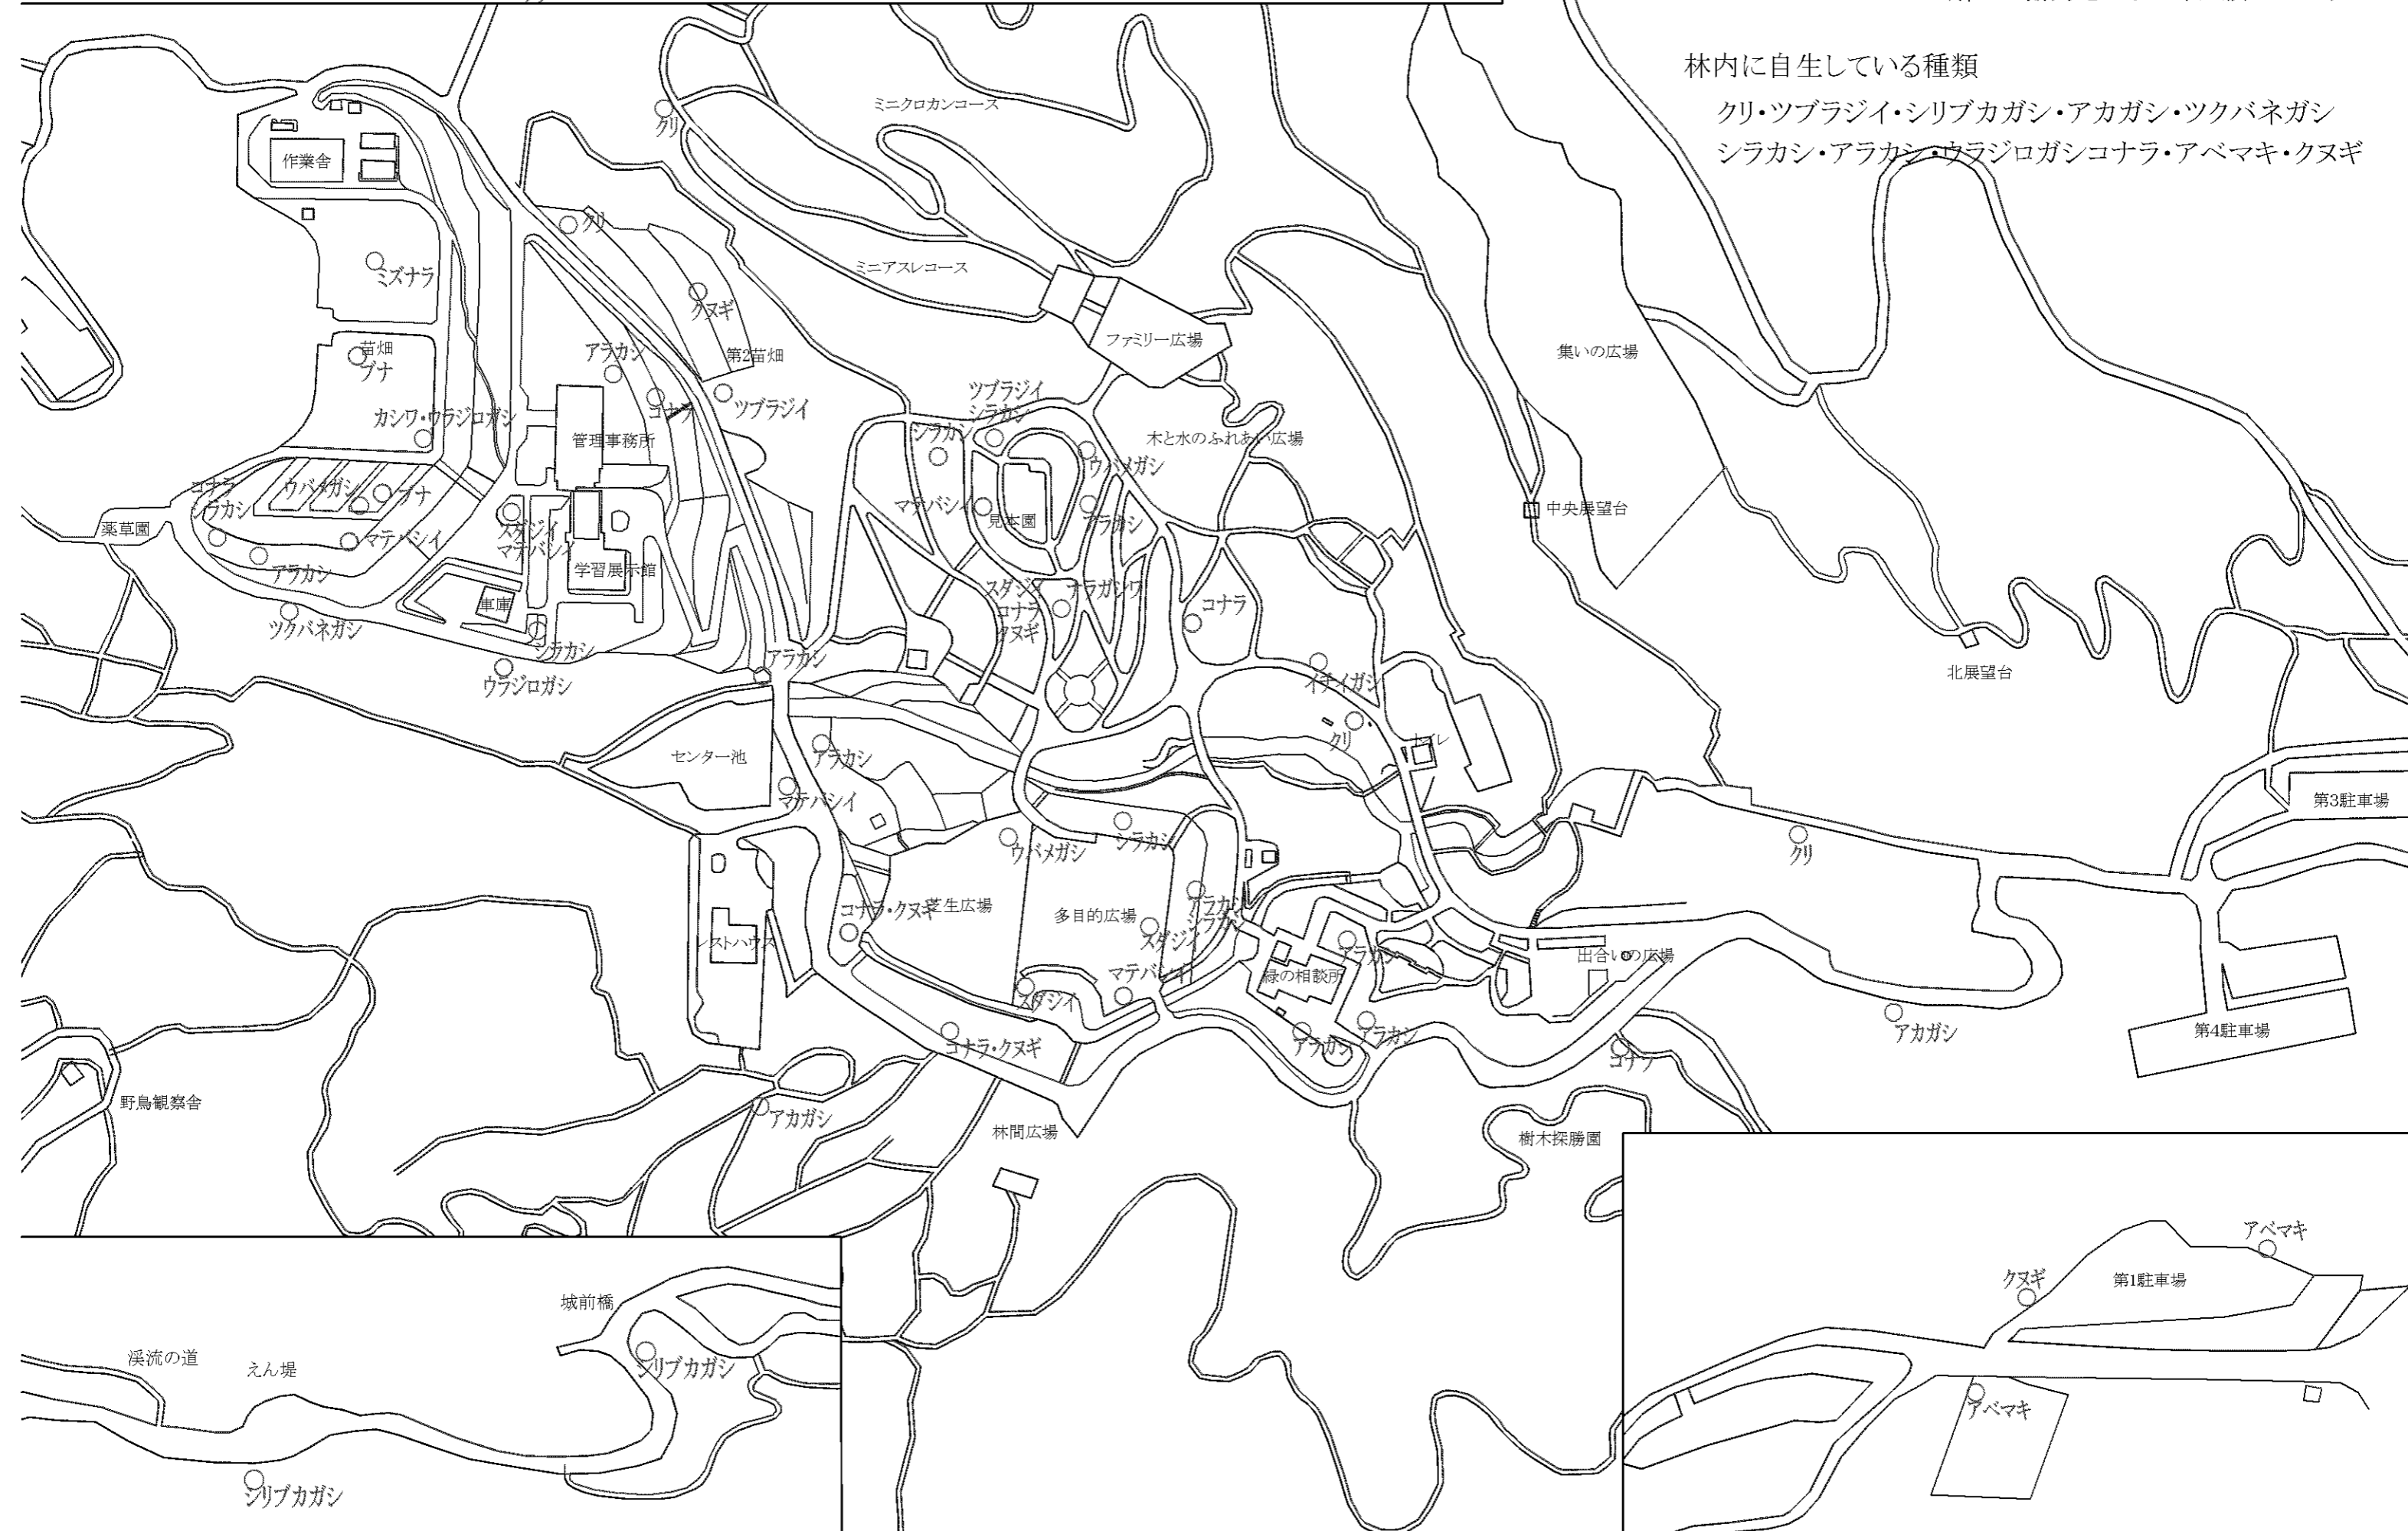 林内に自生している種類
クリ・ツブラジイ・シリブカガシ・アカガシ・ツクバネガシ
シラカシ・アラカシ・ウラジロガシコナラ・アベマキ・クヌギ
ミニクロカンコース
クリ
作業舎
クリ
ミズナラ
ミニアスレコース
クヌギ
ファミリー広場
集いの広場
苗畑
ブナ
アラカシ
第2苗畑
コナラ
ツブラジイ
ツブラジイ
シラカシ
シラカシ
カシワ・ウラジロガシ
管理事務所
木と水のふれあい広場
ウバメガシ
コナラ
シラカシ
ウバメガシ
ブナ
マテバシイ
見本園
アラカシ
中央展望台
薬草園
マテバシイ
スダジイ
マテバシイ
アラカシ
学習展示館
車庫
スダジイ
コナラ
クヌギ
ナラガシワ
コナラ
ツクバネガシ
シラカシ
アラカシ
ウラジロガシ
イチイガシ
北展望台
クリ
トイレ
センター池
アラカシ
マテバシイ
第3駐車場
ウバメガシ
シラカシ
クリ
コナラ・クヌギ
芝生広場
多目的広場
アラカシ
シラカシ
スダジイ
レストハウス
アラカシ
出合いの広場
マテバシイ
緑の相談所
スダジイ
コナラ・クヌギ
アラカシ
アラカシ
アカガシ
第4駐車場
コナラ
野鳥観察舎
アカガシ
林間広場
樹木探勝園
アベマキ
クヌギ
第1駐車場
城前橋
渓流の道
えん堤
シリブカガシ
アベマキ
シリブカガシ